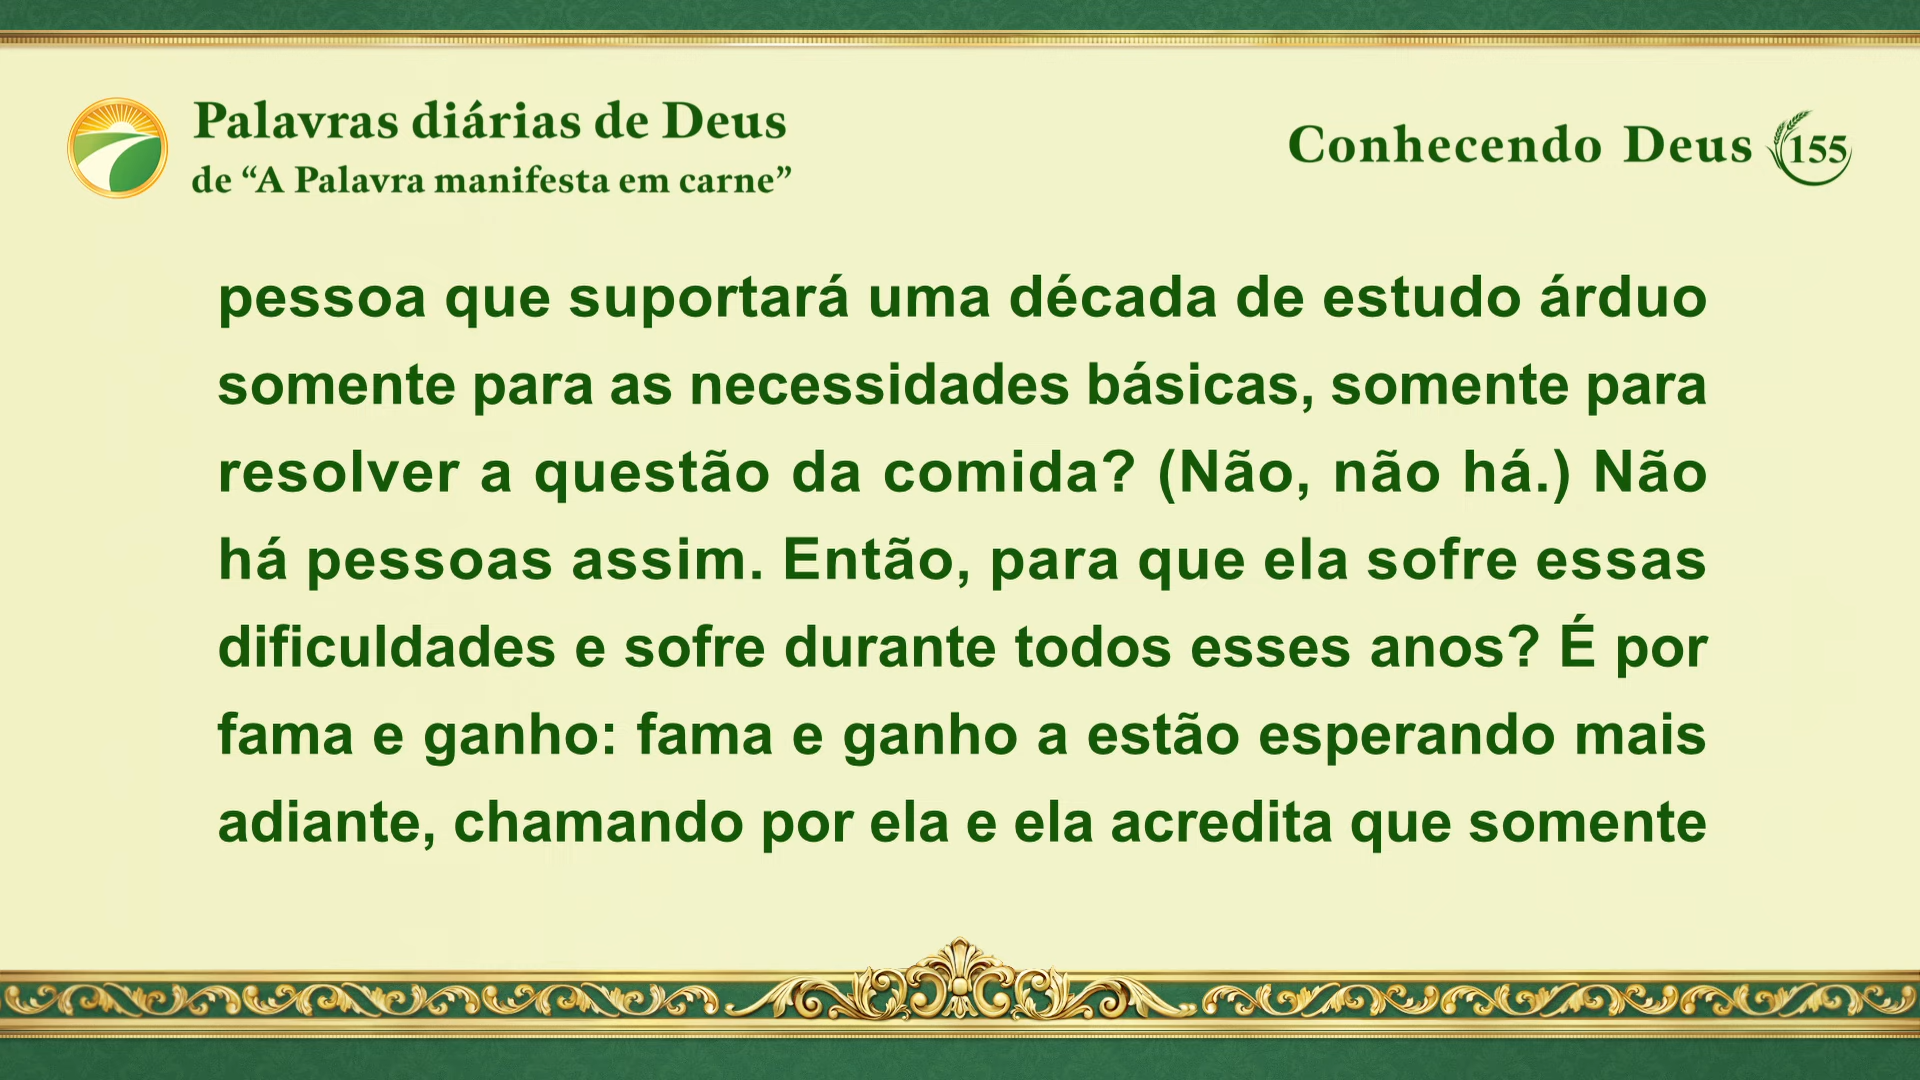 Palavras diárias de Deus
de “A Palavra manifesta em carne”
Conhecendo Deus 155
pessoa que suportará uma década de estudo árduo
somente para as necessidades básicas, somente para
resolver a questão da comida? (Não, não há.) Não
há pessoas assim. Então, para que ela sofre essas
dificuldades e sofre durante todos esses anos? É por
fama e ganho: fama e ganho a estão esperando mais
adiante, chamando por ela e ela acredita que somente